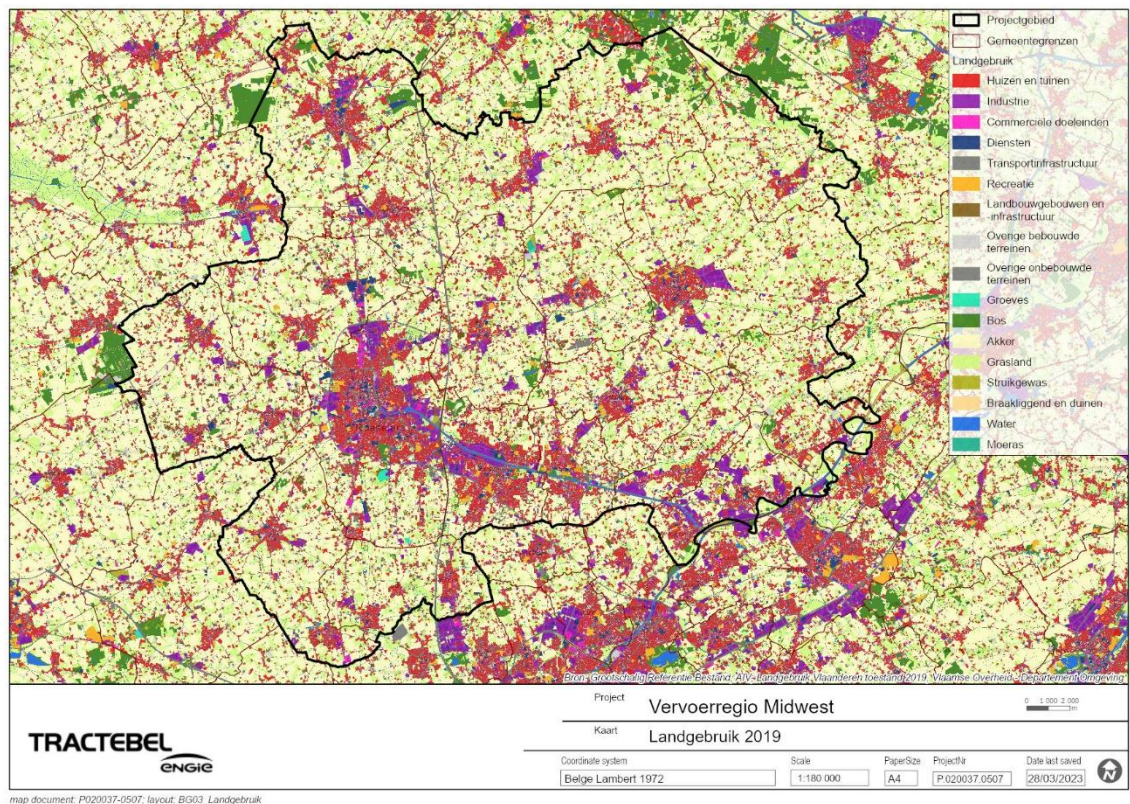 Projectgebied
Gemeentegrenzen
Landgebruik
Huizen en tuinen
Industrie
Commerciële doeleinden
Diensten
Transportinfrastructuur
Recreatie
Landbouwgebouwen en
-infrastructuur
Overige bebouwde
terreinen
Overige onbebouwde
terreinen
Groeves
Bos
Akker
Grasland
Struikgewas
Braakliggend en duinen
Water
Moeras
Bron: Grootschalig Referentie Bestand, AIV; Landgebruik Vlaanderen toestand 2019, Vlaamse Overheid - Departement Omgeving
Project
Vervoerregio Midwest
0 1 000 2 000
m
Kaart
Landgebruik 2019
TRACTEBEL
ENGIE
Coordinate system
Scale
PaperSize
ProjectNr
Date last saved
Belge Lambert 1972
1:180 000
A4
P.020037.0507
28/03/2023
N
map document: P020037-0507; layout: BG03_Landgebruik